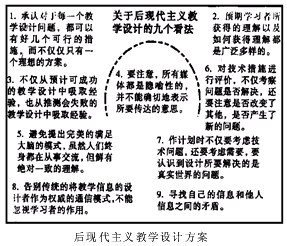 关于后现代主义教
学设计的几个看法
1. 承认对于每一个教
学设计问题，都可以
有好几个可行的措
施，而不仅仅只有一
个理想的方案。
2. 预期学习者所
获得的理解以及
如何获得理解都
是广泛多样的。
3. 不仅从预计可成功
的教学设计中吸取经
验，也从推测会失败的
教学设计中吸取经验。
4. 要注意，所有媒
体都是隐喻性的，
并不能确切地表示
所要传达的意思。
6. 对技术措施进
行评价，不仅考察
问题是否解决，还
要注意是否改变了
其他，是否产生了
新的问题。
5. 避免提出完美的满足
大脑的模式，虽然人们终
身都在从事交流，但鲜有
绝对一致的理解。
7. 作计划时不仅要考虑技
术问题，还要考虑需要，要
认识到设计所要解决的是
真实世界的问题。
8. 告别传统的将教学信息的设
计者作为权威的通信模式，不能
忽视学习者的作用。
9. 寻找自己的信息和他人
信息之间的矛盾。
后现代主义教学设计方案